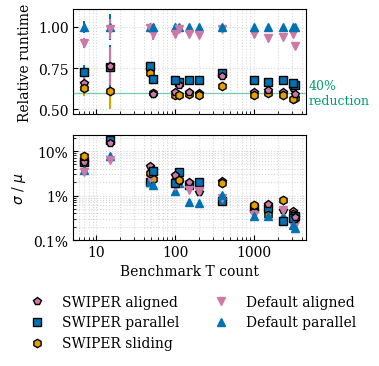 Relative runtime
1.00
0.75
0.50
40%
reduction
σ / μ
10%
1%
0.1%
10
100
1000
Benchmark T count
SWIPER aligned
SWIPER parallel
SWIPER sliding
Default aligned
Default parallel